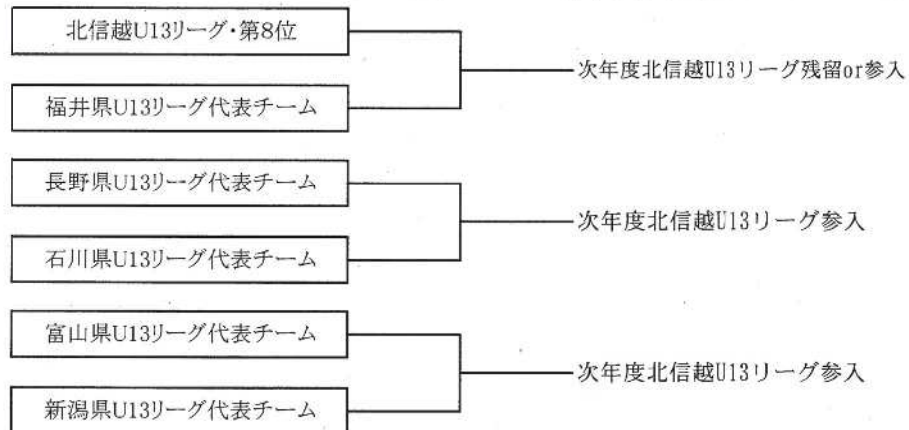 北信越U13リーグ・第8位
次年度北信越U13リーグ残留or参入
福井県U13リーグ代表チーム
長野県U13リーグ代表チーム
次年度北信越U13リーグ参入
石川県U13リーグ代表チーム
富山県U13リーグ代表チーム
次年度北信越U13リーグ参入
新潟県U13リーグ代表チーム